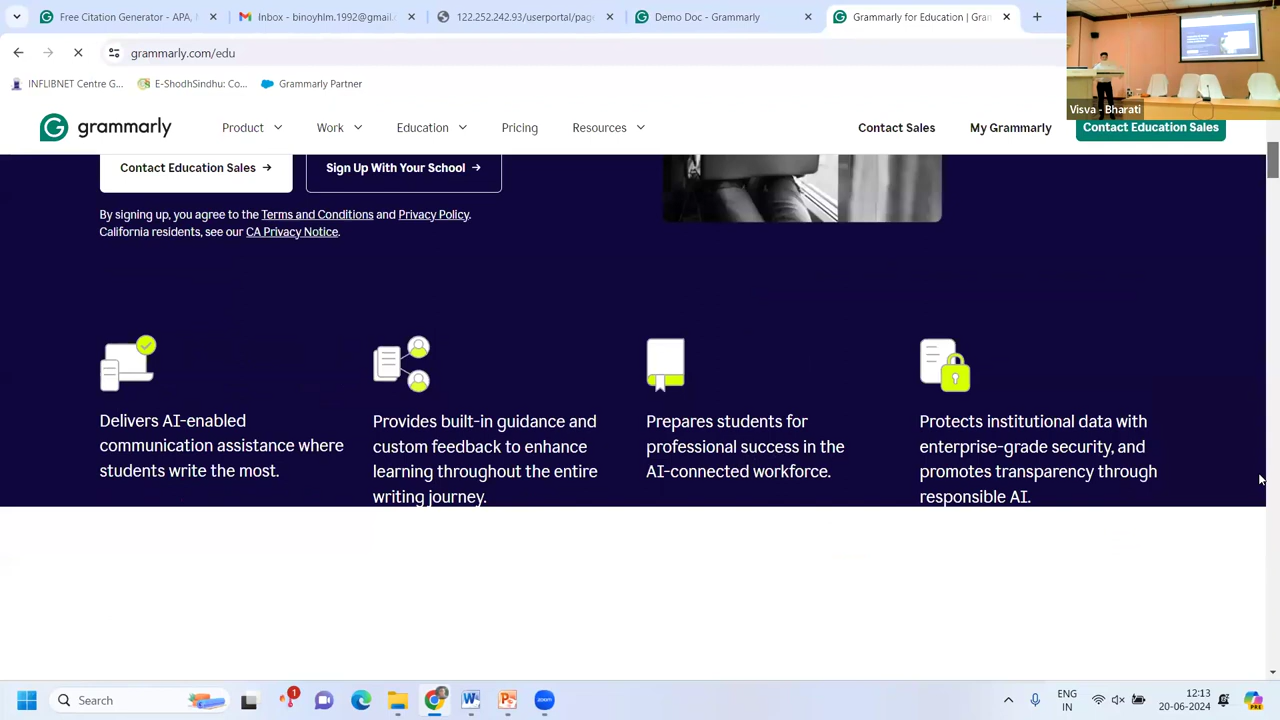 Free Citation Generator - APA,
Inbox - binoyhlm.1992@gmail.
122.252.242.93/userportal/pag
Demo Doc - Grammarly
Grammarly for Education | Gran
grammarly.com/edu
INFLIBNET Centre G...
E-ShodhSindhu: Co...
Grammarly Partner
Visva - Bharati
grammarly
Product
Work
Education
Pricing
Resources
Contact Sales
My Grammarly
Contact Education Sales
Contact Education Sales →
Sign Up With Your School →
By signing up, you agree to the Terms and Conditions and Privacy Policy.
California residents, see our CA Privacy Notice.
Delivers AI-enabled
communication assistance where
students write the most.
Provides built-in guidance and
custom feedback to enhance
learning throughout the entire
writing journey.
Prepares students for
professional success in the
AI-connected workforce.
Protects institutional data with
enterprise-grade security, and
promotes transparency through
responsible AI.
Search
1
zoom
ENG
IN
12:13
20-06-2024
PRE